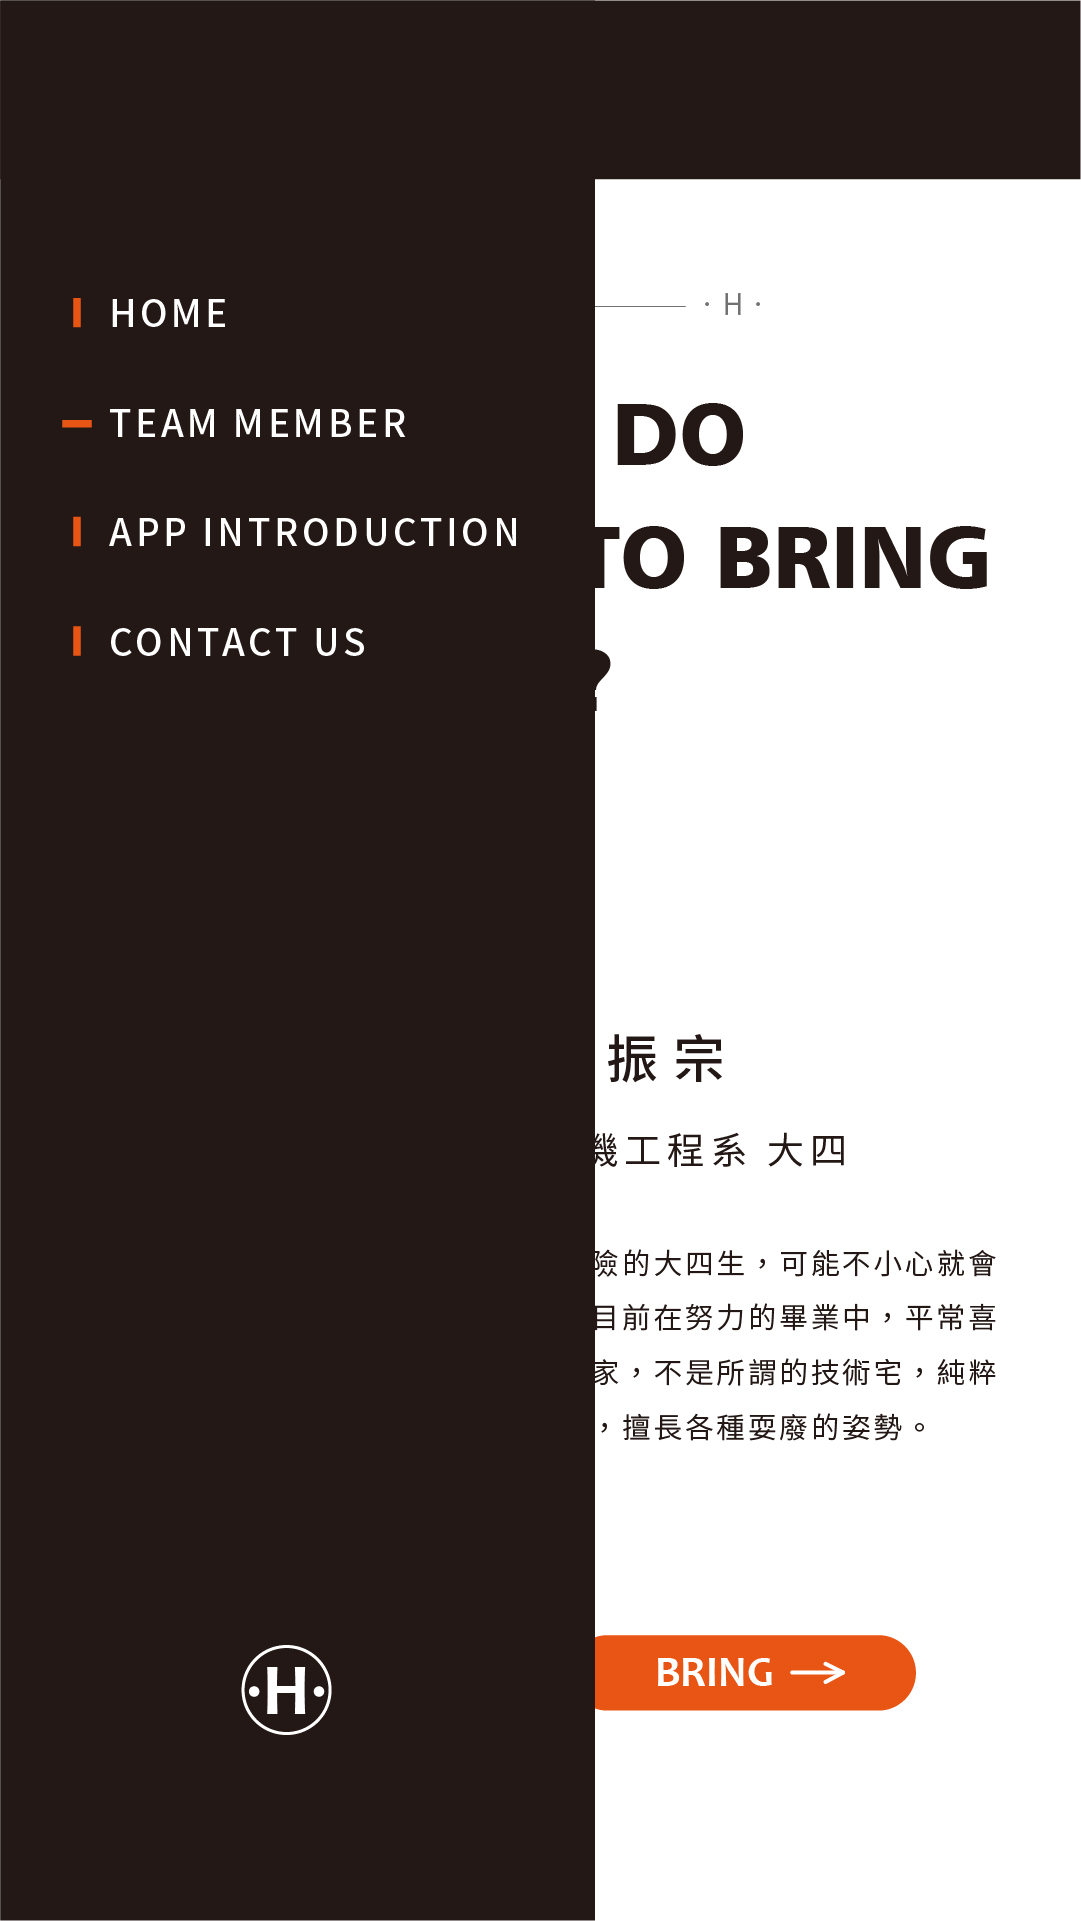 HOME
TEAM MEMBER
APP INTRODUCTION
CONTACT US
·H·
· H ·
DO
TO BRING
?
振宗
機工程系 大四
險的大四生，可能不小心就會
目前在努力的畢業中，平常喜
家，不是所謂的技術宅，純粹
，擅長各種耍廢的姿勢。
BRING